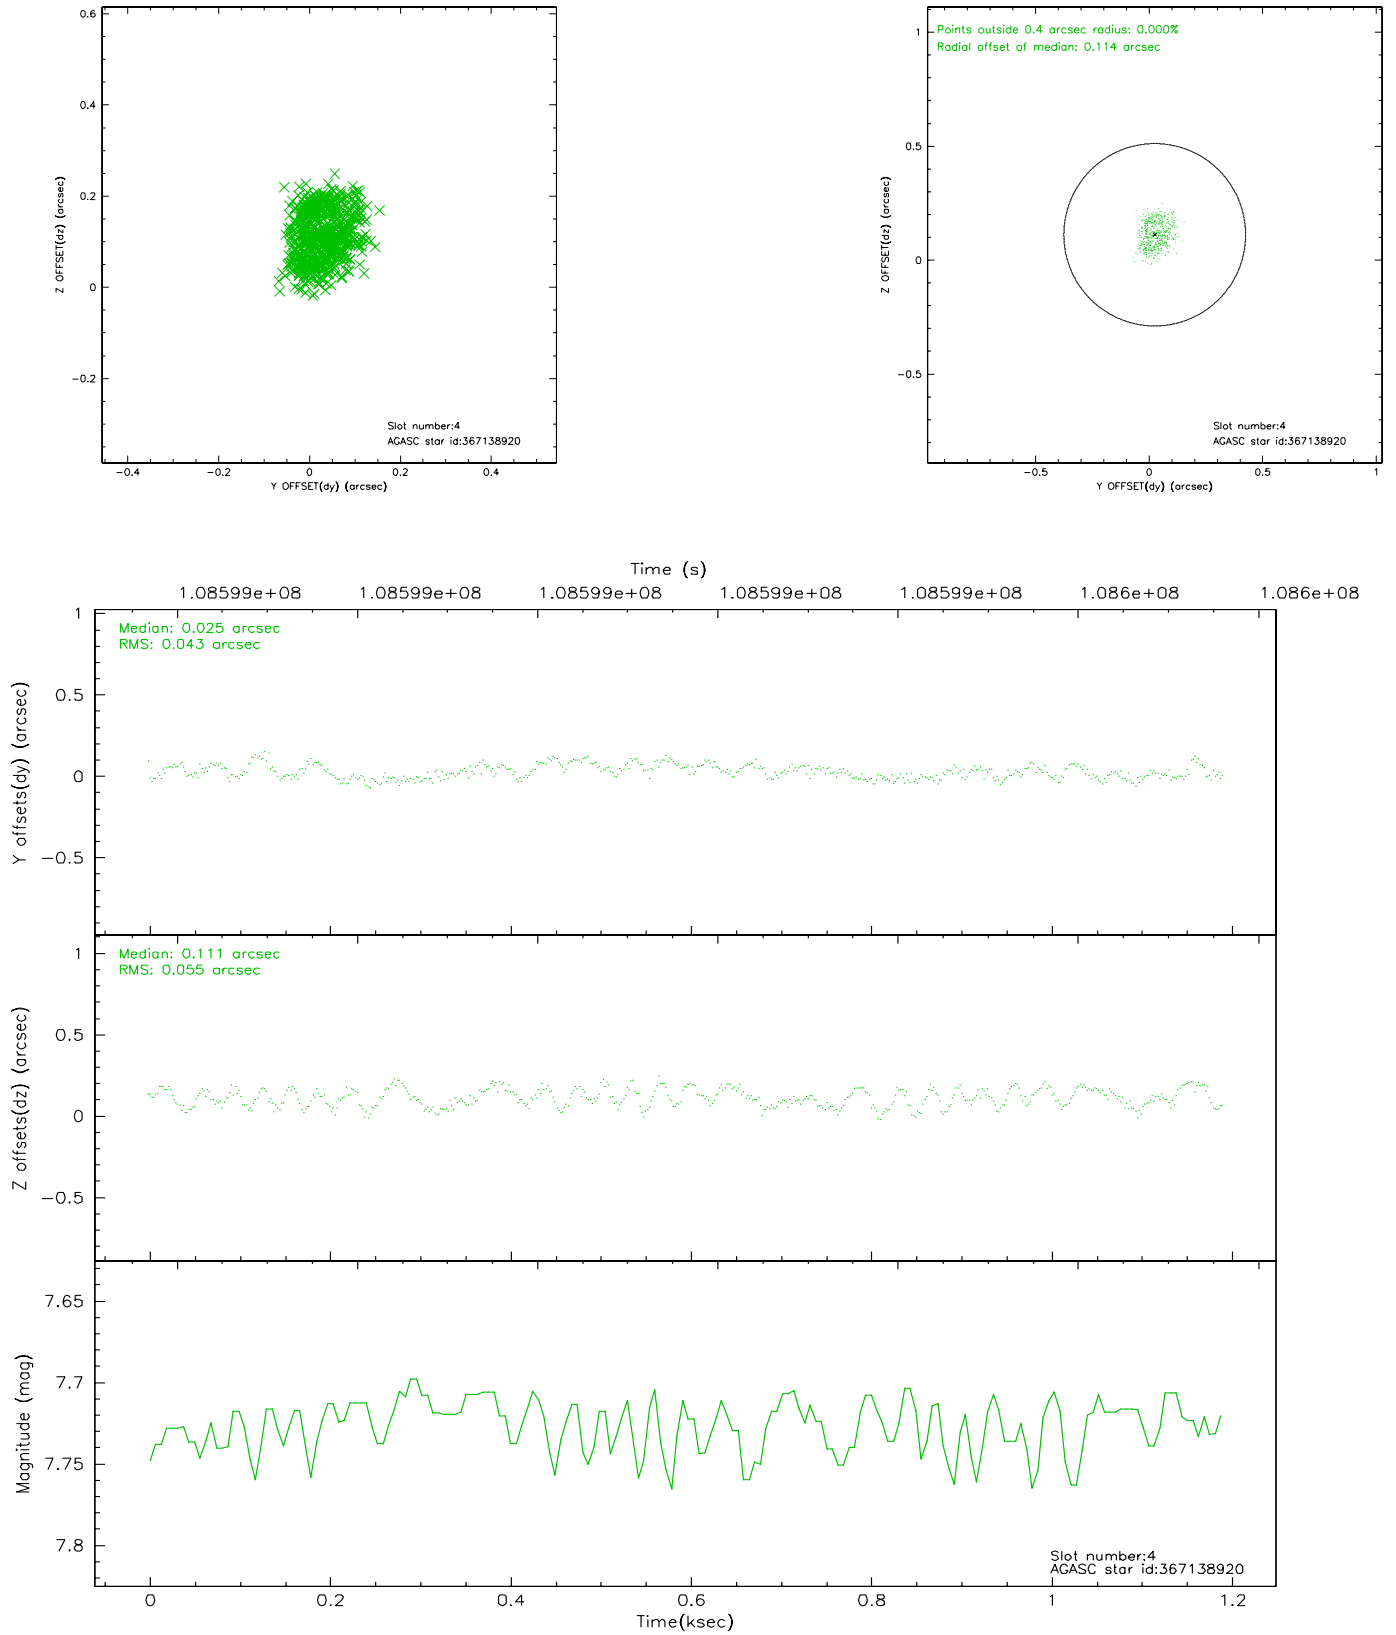 0.6
0.4
0.2
0
−0.2
Z OFFSET(dz) (arcsec)
Slot number:4
AGASC star id:367138920
−0.4 −0.2 0 0.2 0.4
Y OFFSET(dy) (arcsec)
Points outside 0.4 arcsec radius: 0.000%
Radial offset of median: 0.114 arcsec
1
0.5
0
−0.5
Z OFFSET(dz) (arcsec)
Slot number:4
AGASC star id:367138920
−0.5 0 0.5 1
Y OFFSET(dy) (arcsec)
Time (s)
1.08599e+08 1.08599e+08 1.08599e+08 1.08599e+08 1.08599e+08 1.086e+08 1.086e+08
Median: 0.025 arcsec
RMS: 0.043 arcsec
1
0.5
0
−0.5
Y offsets(dy) (arcsec)
Median: 0.111 arcsec
RMS: 0.055 arcsec
1
0.5
0
−0.5
Z offsets(dz) (arcsec)
7.65
7.7
7.75
7.8
Magnitude (mag)
Slot number:4
AGASC star id:367138920
0 0.2 0.4 0.6 0.8 1 1.2
Time(ksec)